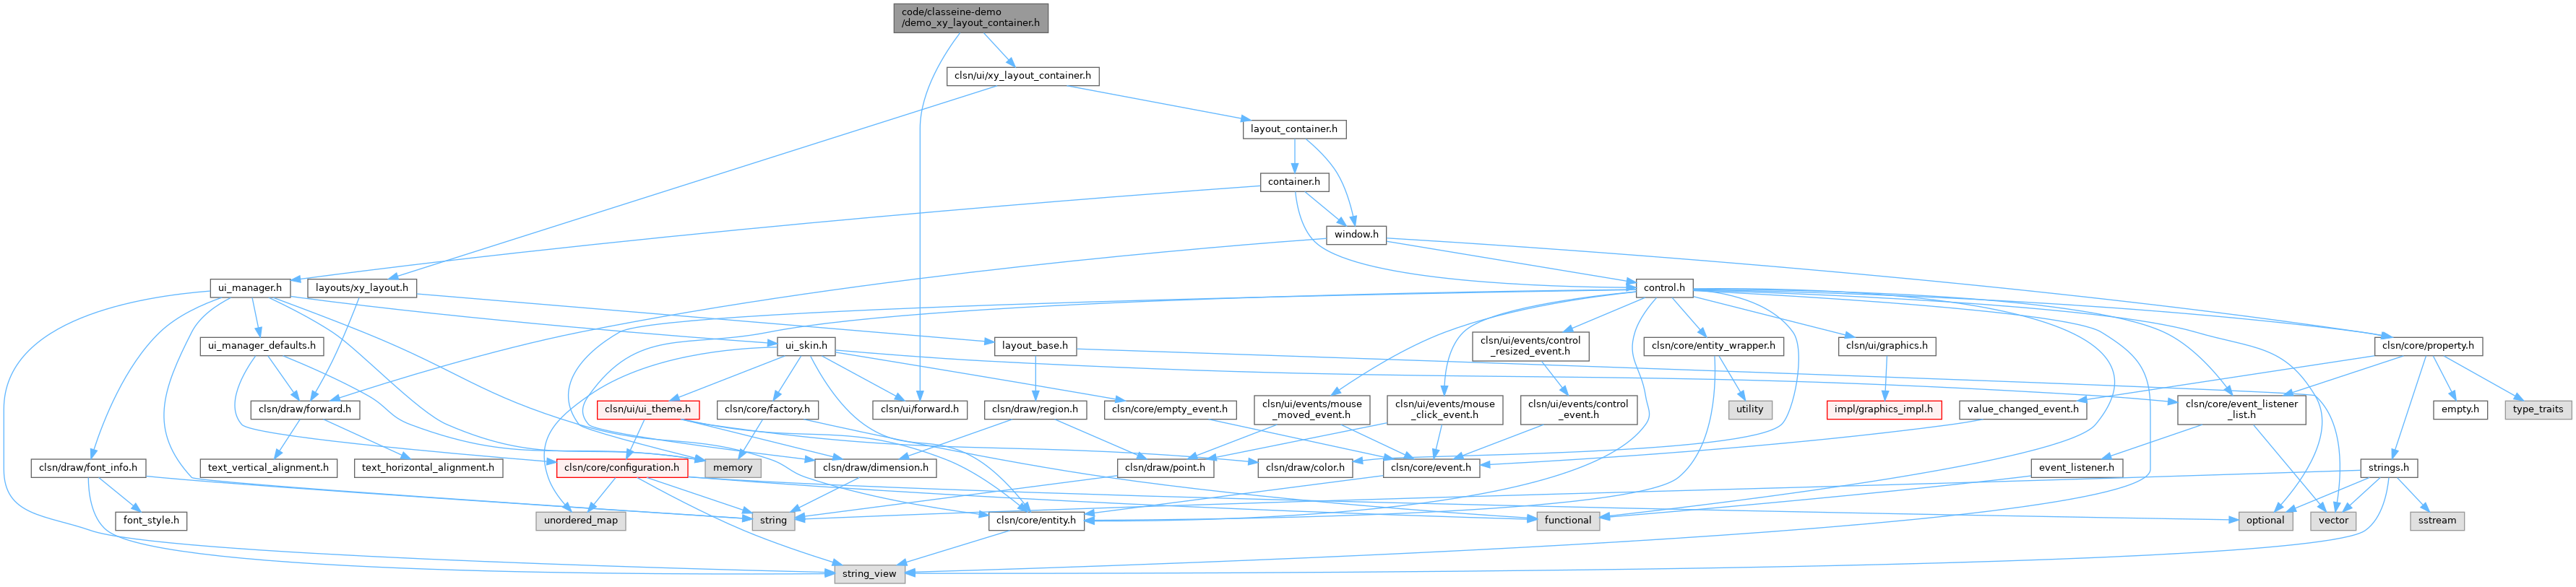 code/classeine-demo
/demo_xy_layout_container.h
clsn/ui/xy_layout_container.h
layout_container.h
container.h
window.h
ui_manager.h
layouts/xy_layout.h
control.h
ui_manager_defaults.h
ui_skin.h
layout_base.h
clsn/ui/events/control
_resized_event.h
clsn/core/entity_wrapper.h
clsn/ui/graphics.h
clsn/core/property.h
clsn/draw/forward.h
clsn/ui/ui_theme.h
clsn/core/factory.h
clsn/ui/forward.h
clsn/draw/region.h
clsn/core/empty_event.h
clsn/ui/events/mouse
_moved_event.h
clsn/ui/events/mouse
_click_event.h
clsn/ui/events/control
_event.h
utility
impl/graphics_impl.h
value_changed_event.h
clsn/core/event_listener
_list.h
empty.h
type_traits
clsn/draw/font_info.h
text_vertical_alignment.h
text_horizontal_alignment.h
clsn/core/configuration.h
memory
clsn/draw/dimension.h
clsn/draw/point.h
clsn/draw/color.h
clsn/core/event.h
event_listener.h
strings.h
font_style.h
unordered_map
string
clsn/core/entity.h
functional
optional
vector
sstream
string_view